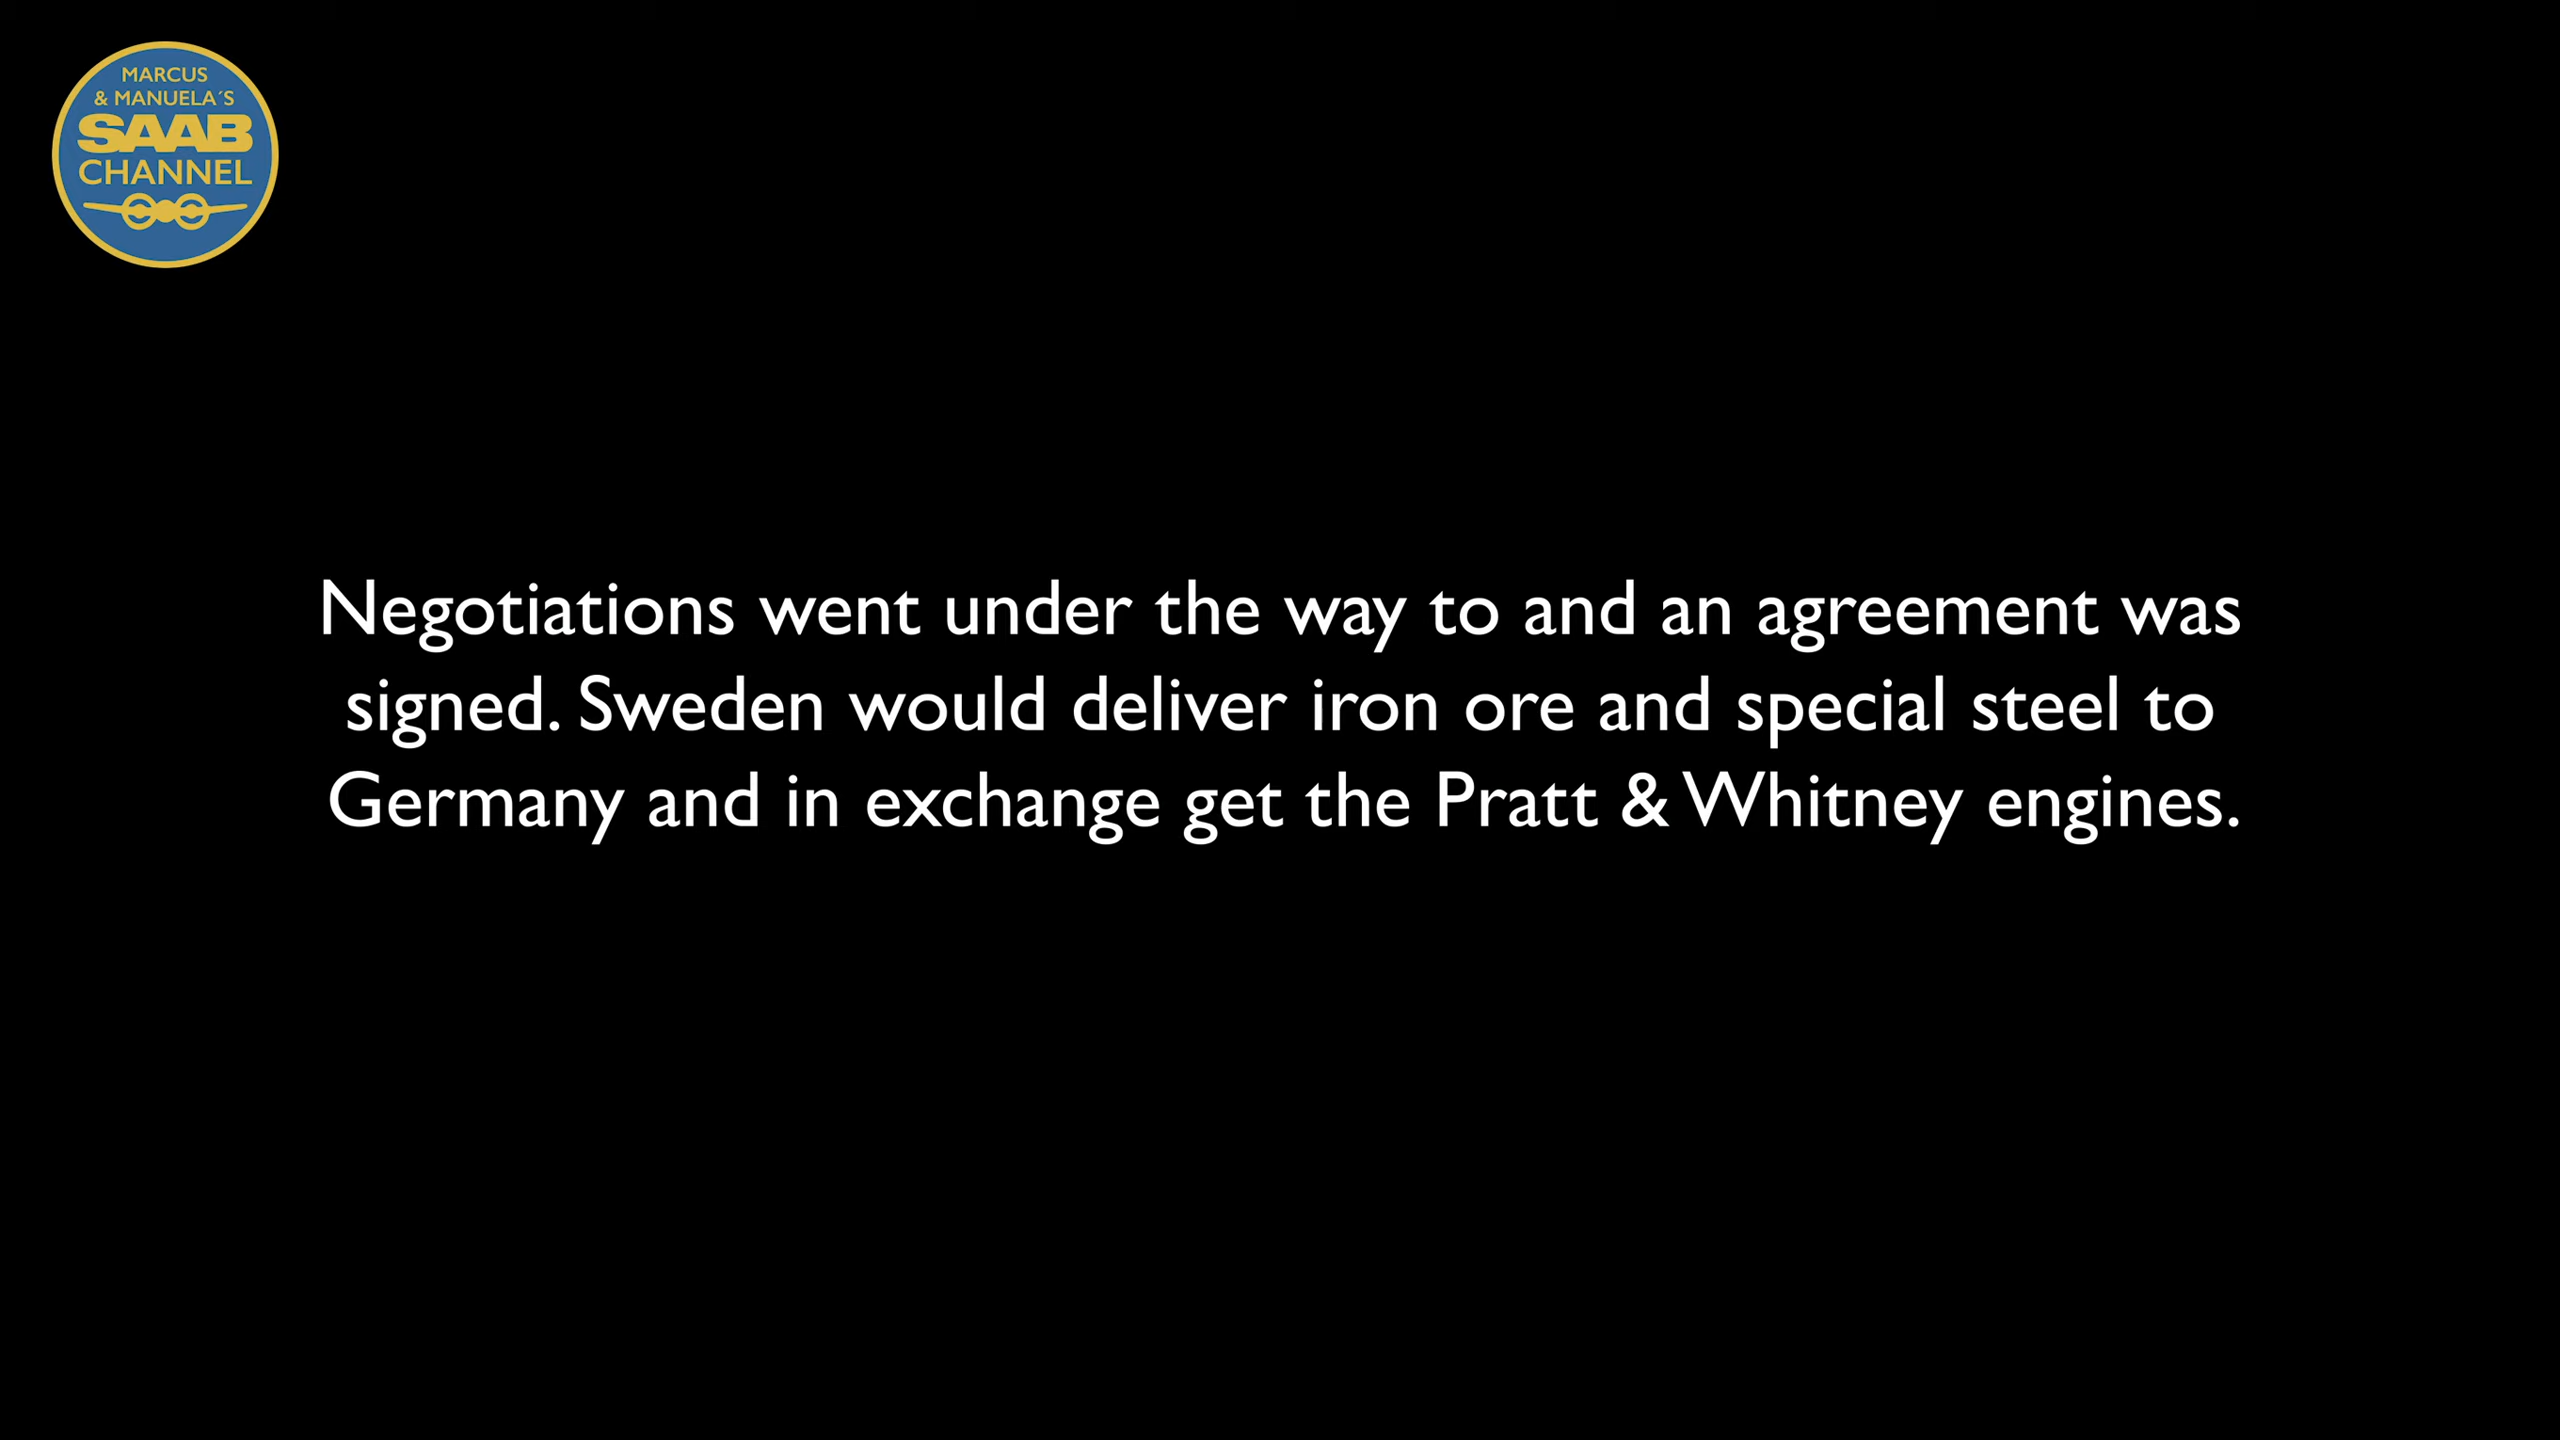 MARCUS
& MANUELA´S
SAAB
CHANNEL
Negotiations went under the way to and an agreement was
signed. Sweden would deliver iron ore and special steel to
Germany and in exchange get the Pratt & Whitney engines.